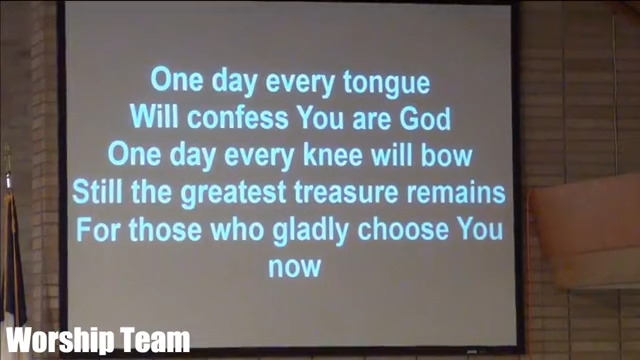 One day every tongue
Will confess You are God
One day every knee will bow
Still the greatest treasure remains
For those who gladly choose You
now
Worship Team